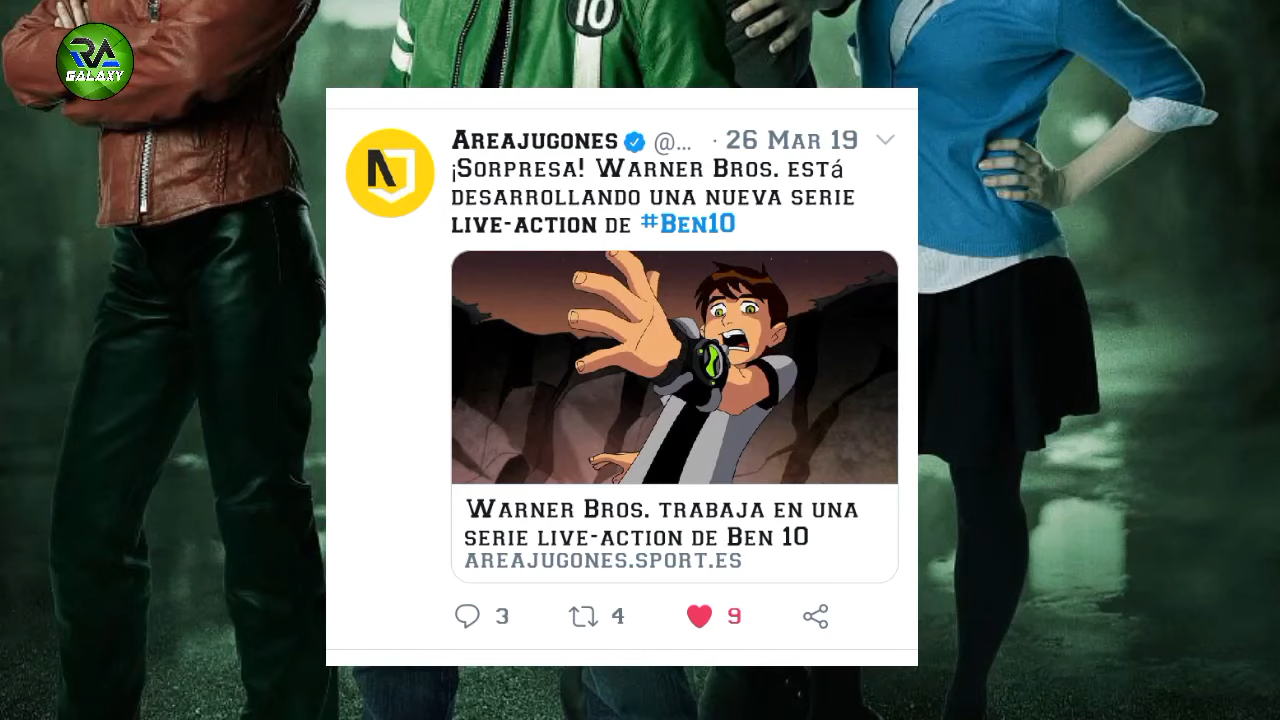 10
RA
GALAXY
Areajugones @... · 26 Mar 19
¡Sorpresa! Warner Bros. está
desarrollando una nueva serie
live-action de #Ben10
Warner Bros. trabaja en una
serie live-action de Ben 10
areajugones.sport.es
3 4 9